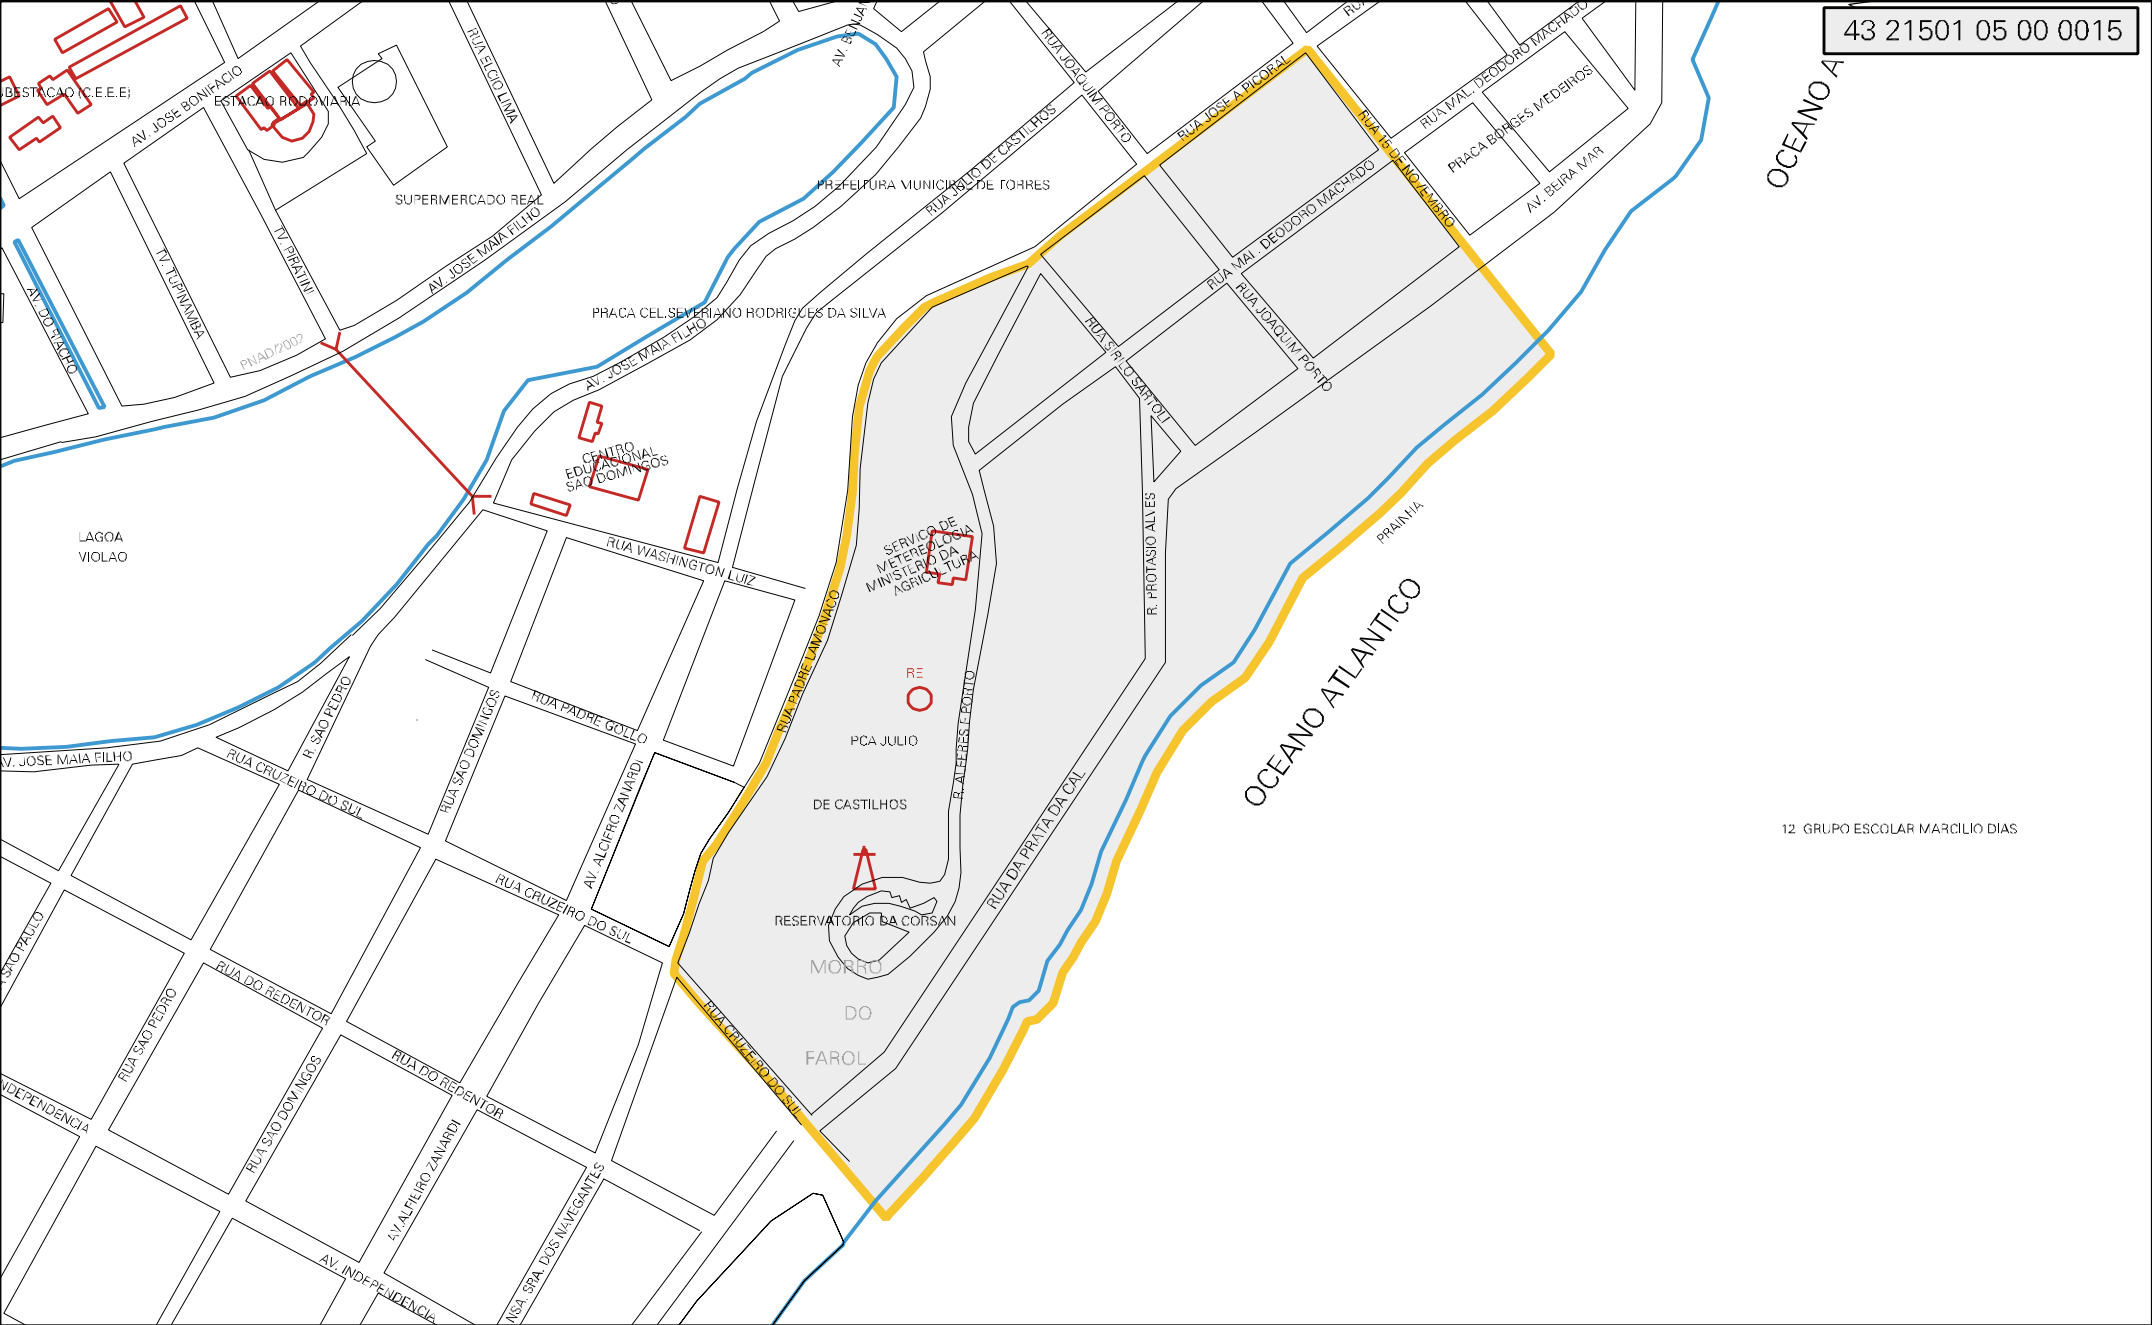 43 21501 05 00 0015
OCEANO A
RUA ELCIO LIMA
AV. BENJAM
RUA JOAQUIM PORTO
RUA MAL. DEODORO MACHADO
BESTACAO (C.E.E.E)
AV. JOSE BONIFACIO
ESTACAO RODOVIARIA
RUA JOSE A PICORAL
RUA 15 DE NOVEMBRO
PRACA BORGES MEDEIROS
AV. BEIRA MAR
SUPERMERCADO REAL
PREFEITURA MUNICIPAL DE TORRES
RUA JULIO DE CASTILHOS
RUA MAL. DEODORO MACHADO
TV. TUPINAMBA
TV. PIRATINI
AV. JOSE MAIA FILHO
AV. DO RIACHO
PNAD/2002
PRACA CEL.SEVERIANO RODRIGUES DA SILVA
AV. JOSE MAIA FILHO
RUA SIRILO SARTOLI
RUA JOAQUIM PORTO
CENTRO
EDUCACIONAL
SAO DOMINGOS
LAGOA
VIOLAO
RUA WASHINGTON LUIZ
SERVICO DE
METEREOLOGIA
MINISTERIO DA
AGRICULTURA
R. PROTASIO ALVES
PRAINHA
OCEANO ATLANTICO
RUA PADRE LAMONACO
RE
PCA JULIO
DE CASTILHOS
R. ALFERES F PORTO
RUA DA PRATA DA CAL
R. SAO PEDRO
RUA SAO DOMINGOS
RUA PADRE GOLLO
AV. JOSE MAIA FILHO
RUA CRUZEIRO DO SUL
AV. ALCIFRO ZANARDI
12 GRUPO ESCOLAR MARCILIO DIAS
RUA CRUZEIRO DO SUL
RESERVATORIO DA CORSAN
MORRO
DO
FAROL
SAO PAULO
RUA DO REDENTOR
RUA SAO PEDRO
RUA CRUZEIRO DO SUL
RUA DO REDENTOR
NDEPENDENCIA
RUA SAO DOMINGOS
AV.ALFIEIRO ZANARDI
NSA. SRA. DOS NAVEGANTES
AV. INDEPENDENCIA